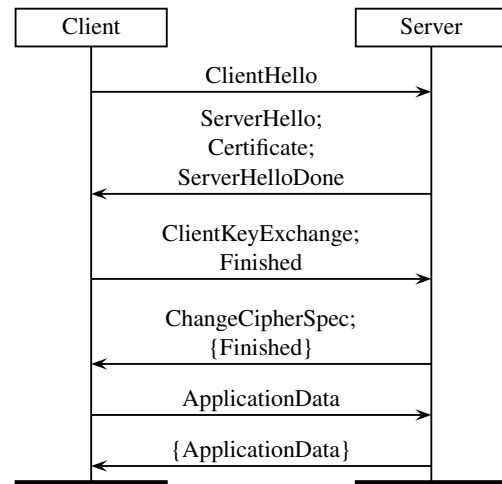 Client
Server
ClientHello
ServerHello;
Certificate;
ServerHelloDone
ClientKeyExchange;
Finished
ChangeCipherSpec;
{Finished}
ApplicationData
{ApplicationData}